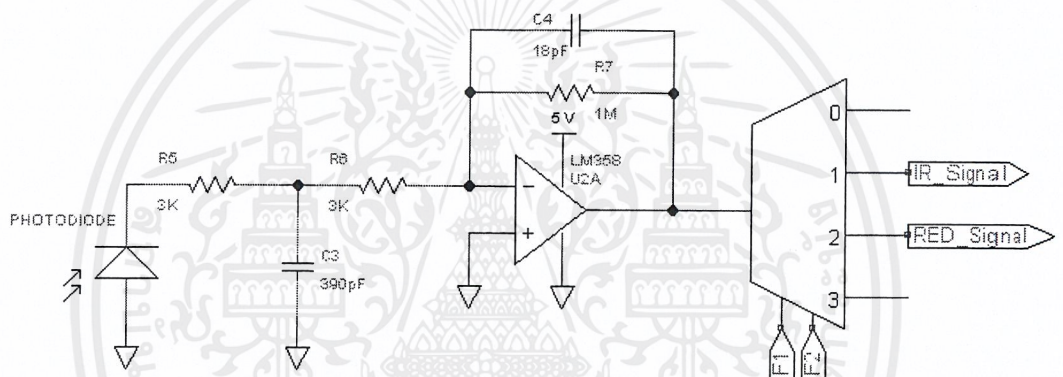 C4
18pF
R7
1M
5V
LM358
U2A
R5
3K
R6
3K
PHOTODIODE
C3
390pF
0
1
2
3
IR_Signal
RED_Signal
F1
F2